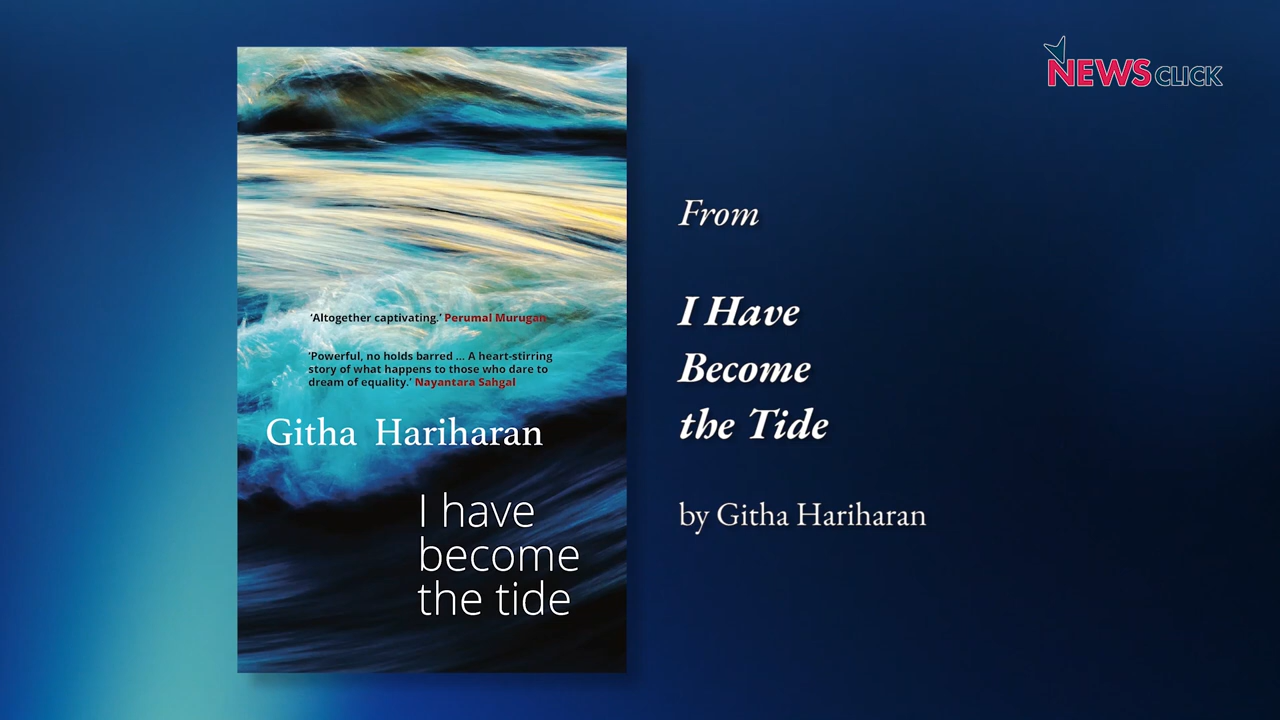 NEWSCLICK
'Altogether captivating.' Perumal Murugan
'Powerful, no holds barred ... A heart-stirring
story of what happens to those who dare to
dream of equality.' Nayantara Sahgal
Githa Hariharan
I have
become
the tide
From
I Have
Become
the Tide
by Githa Hariharan